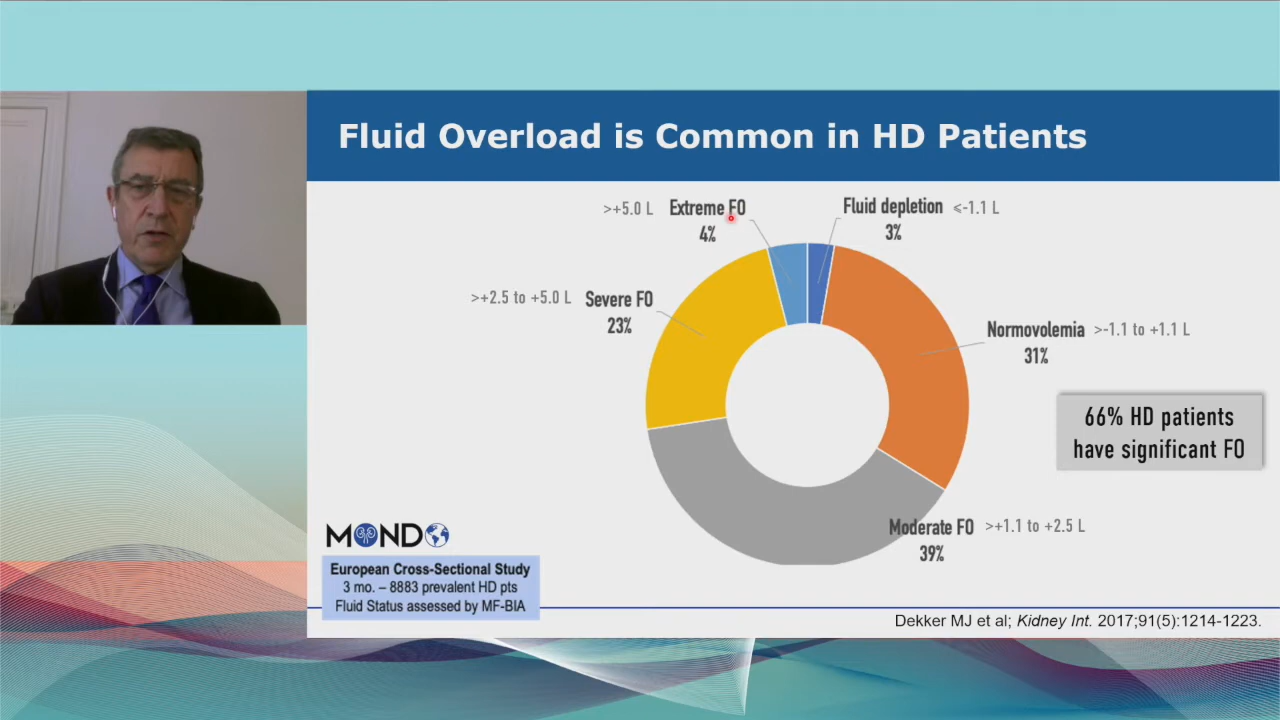 Fluid Overload is Common in HD Patients
>+5.0 L Extreme FO
4%
Fluid depletion <-1.1 L
3%
>+2.5 to +5.0 L Severe FO
23%
Normovolemia >-1.1 to +1.1 L
31%
66% HD patients
have significant FO
Moderate FO >+1.1 to +2.5 L
39%
MOND
European Cross-Sectional Study
3 mo. – 8883 prevalent HD pts
Fluid Status assessed by MF-BIA
Dekker MJ et al; Kidney Int. 2017;91(5):1214-1223.